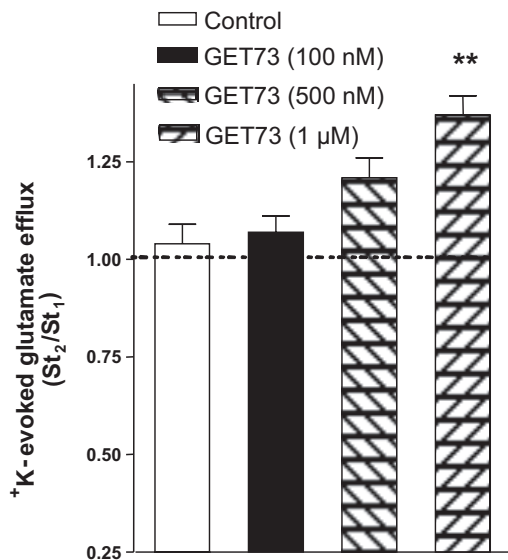 Control
GET73 (100 nM)
GET73 (500 nM)
GET73 (1 µM)
**
1.25
1.00
0.75
0.50
0.25
⁺K-evoked glutamate efflux
(St₂/St₁)